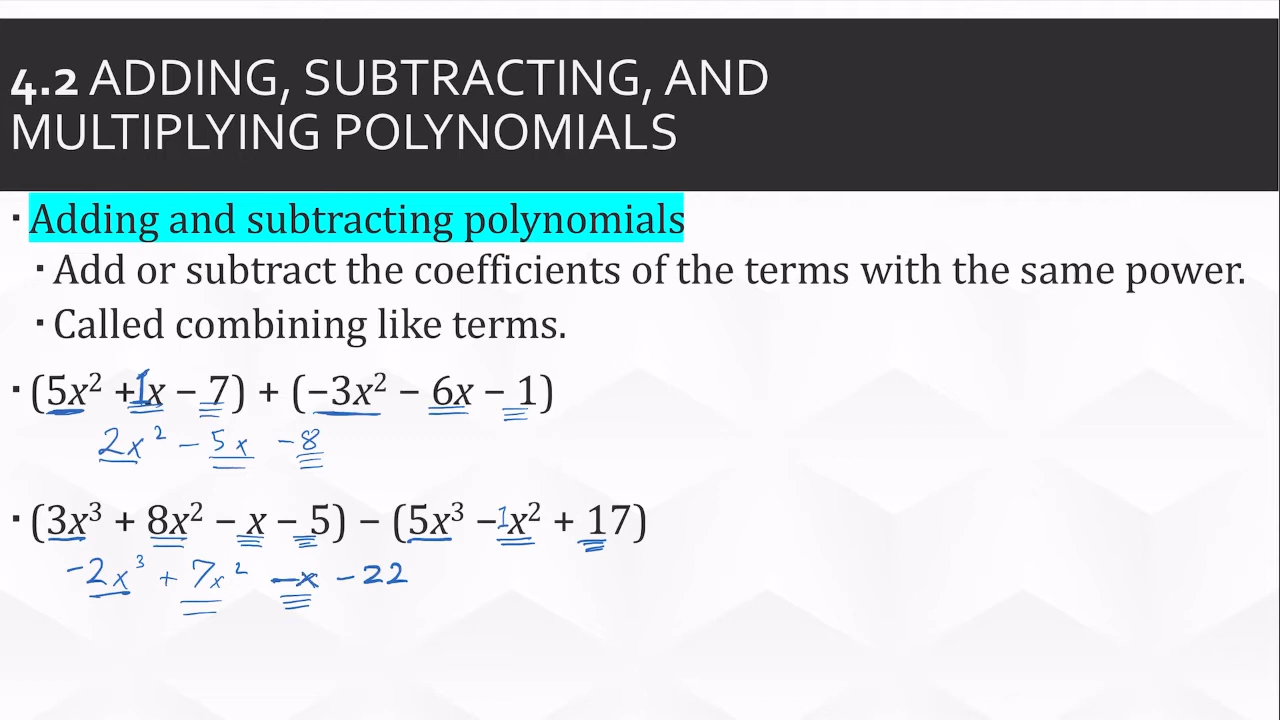 4.2 ADDING, SUBTRACTING, AND
MULTIPLYING POLYNOMIALS
▪ Adding and subtracting polynomials
▪ Add or subtract the coefficients of the terms with the same power.
▪ Called combining like terms.
▪ (5x² + 1x − 7) + (−3x² − 6x − 1)
2x² − 5x − 8
▪ (3x³ + 8x² − x − 5) − (5x³ − 1x² + 17)
−2x³ + 7x² − x − 22